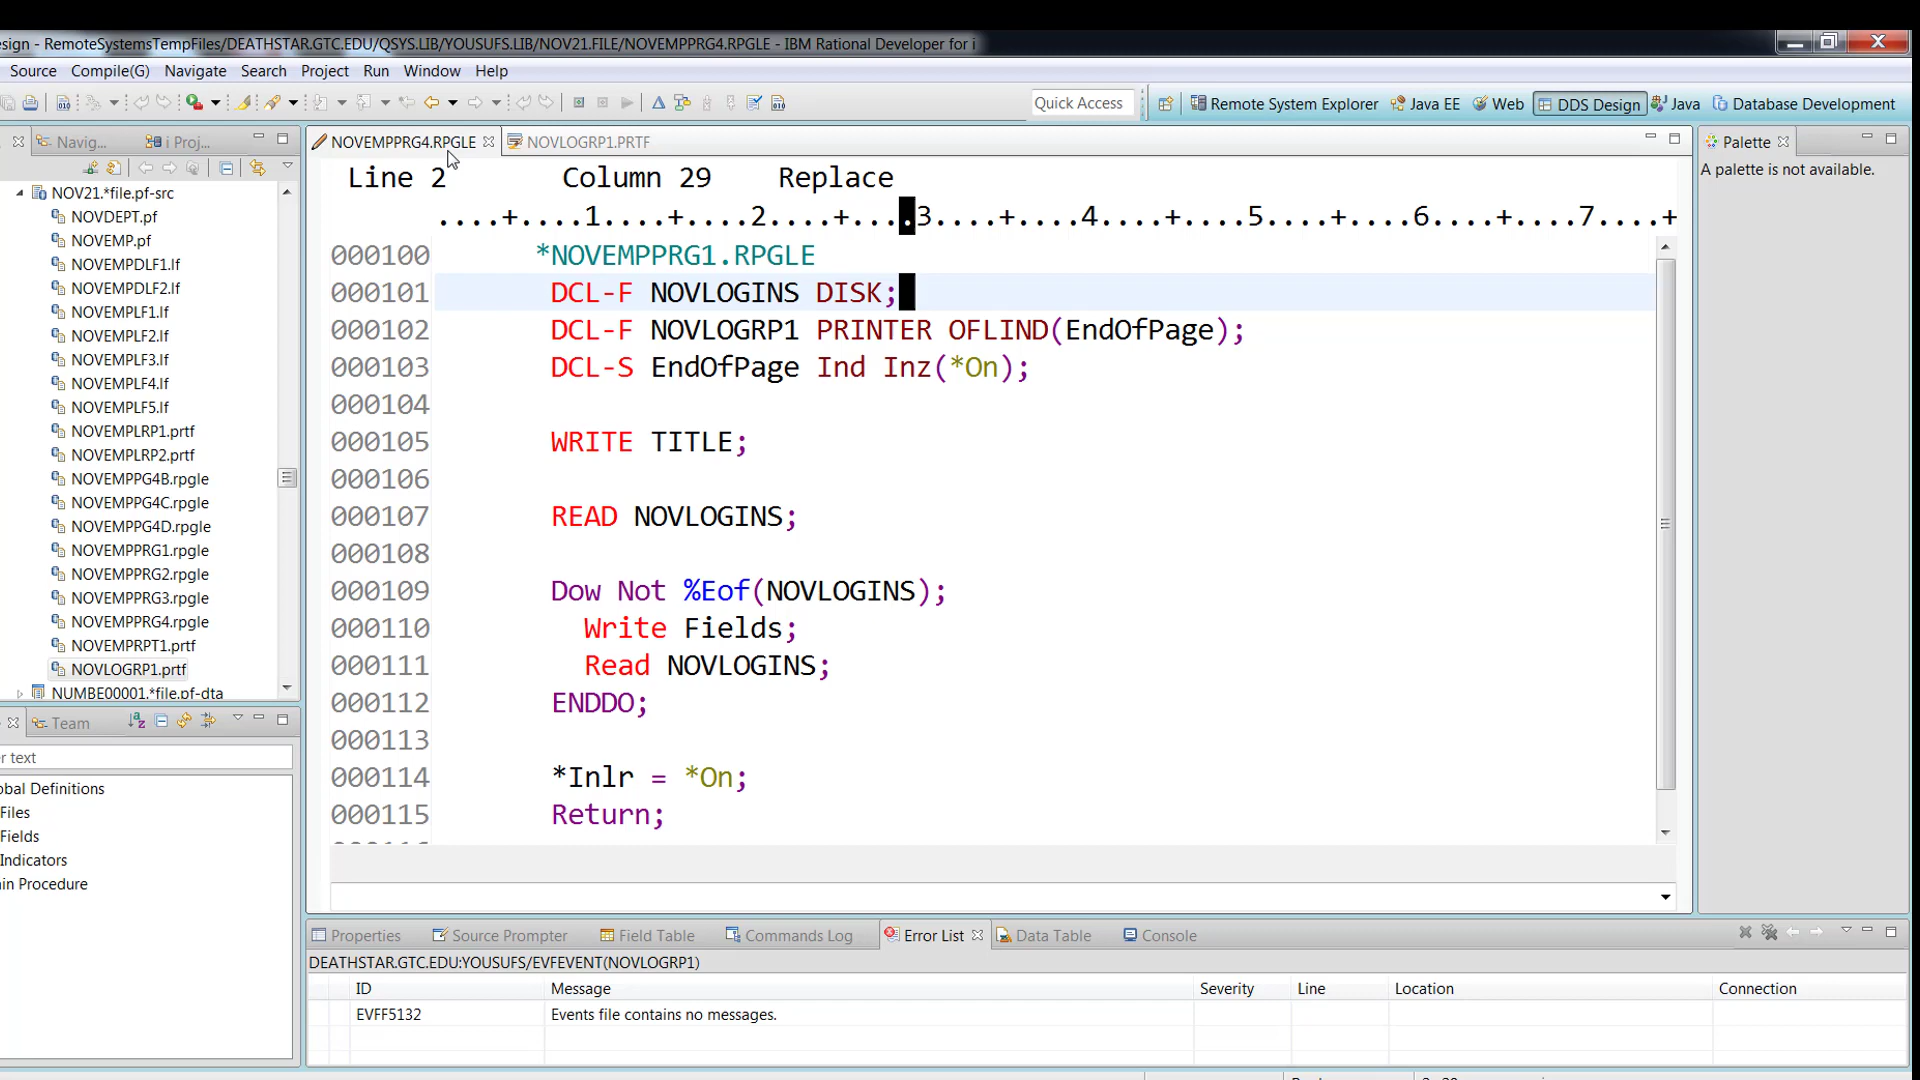 esign - RemoteSystemsTempFiles/DEATHSTAR.GTC.EDU/QSYS.LIB/YOUSUFS.LIB/NOV21.FILE/NOVEMPPRG4.RPGLE - IBM Rational Developer for i
Source Compile(G) Navigate Search Project Run Window Help
Quick Access Remote System Explorer Java EE Web DDS Design Java Database Development
Navig... i Proj...
NOVEMPPRG4.RPGLE NOVLOGRP1.PRTF
Palette
A palette is not available.
Line 2 Column 29 Replace
....+....1....+....2....+....3....+....4....+....5....+....6....+....7....+
000100 *NOVEMPPRG1.RPGLE
000101 DCL-F NOVLOGINS DISK;
000102 DCL-F NOVLOGRP1 PRINTER OFLIND(EndOfPage);
000103 DCL-S EndOfPage Ind Inz(*On);
000104
000105 WRITE TITLE;
000106
000107 READ NOVLOGINS;
000108
000109 Dow Not %Eof(NOVLOGINS);
000110 Write Fields;
000111 Read NOVLOGINS;
000112 ENDDO;
000113
000114 *Inlr = *On;
000115 Return;
NOV21.*file.pf-src
NOVDEPT.pf
NOVEMP.pf
NOVEMPDLF1.lf
NOVEMPDLF2.lf
NOVEMPLF1.lf
NOVEMPLF2.lf
NOVEMPLF3.lf
NOVEMPLF4.lf
NOVEMPLF5.lf
NOVEMPLRP1.prtf
NOVEMPLRP2.prtf
NOVEMPPG4B.rpgle
NOVEMPPG4C.rpgle
NOVEMPPG4D.rpgle
NOVEMPPRG1.rpgle
NOVEMPPRG2.rpgle
NOVEMPPRG3.rpgle
NOVEMPPRG4.rpgle
NOVEMPRPT1.prtf
NOVLOGRP1.prtf
NUMBE00001.*file.pf-dta
Team
er text
obal Definitions
Files
Fields
Indicators
ain Procedure
Properties Source Prompter Field Table Commands Log Error List Data Table Console
DEATHSTAR.GTC.EDU:YOUSUFS/EVFEVENT(NOVLOGRP1)
ID Message Severity Line Location Connection
EVFF5132 Events file contains no messages.